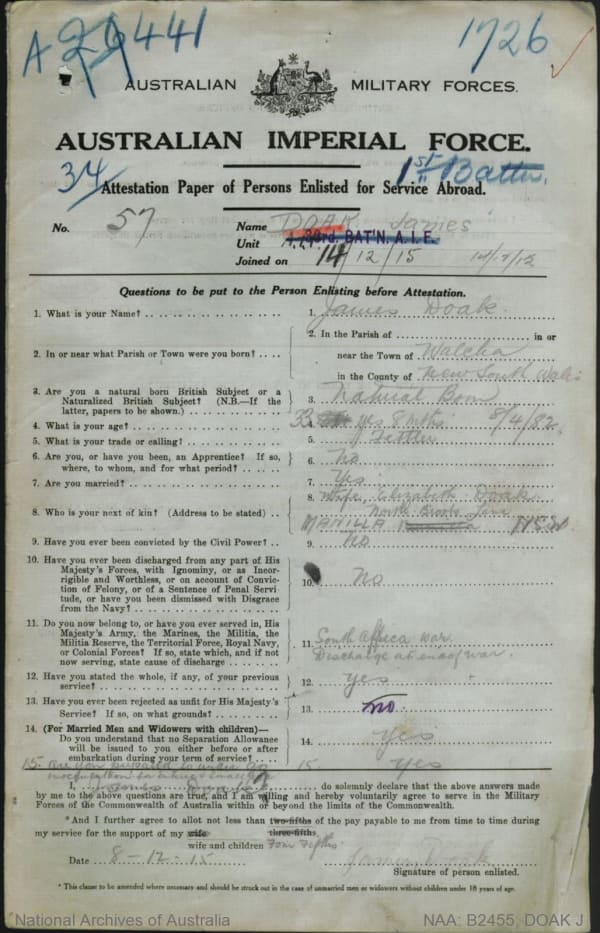 A 26441 1726
AUSTRALIAN MILITARY FORCES.
AUSTRALIAN IMPERIAL FORCE.
34 1st Battn.
Attestation Paper of Persons Enlisted for Service Abroad.
No. 57 Name DOAK James
Unit 33rd. BAT'N. A.I.F.
Joined on 14/12/15
Questions to be put to the Person Enlisting before Attestation.
1. What is your Name? 1. James Doak.
2. In or near what Parish or Town were you born? 2. In the Parish of in or
near the Town of Walcha
in the County of New South Wales
3. Are you a natural born British Subject or a
Naturalized British Subject? (N.B.—If the
latter, papers to be shown.) 3. Natural Born
4. What is your age? 4. 33 yrs 8 mths 8/4/82
5. What is your trade or calling? 5. Settler
6. Are you, or have you been, an Apprentice? If so,
where, to whom, and for what period? 6. No
7. Are you married? 7. Yes
8. Who is your next of kin? (Address to be stated) 8. Wife, Elizabeth Doak
North
MANILLA NSW
9. Have you ever been convicted by the Civil Power? 9. No
10. Have you ever been discharged from any part of His
Majesty's Forces, with Ignominy, or as Incor-
rigible and Worthless, or on account of Convic-
tion of Felony, or of a Sentence of Penal Servi-
tude, or have you been dismissed with Disgrace
from the Navy? 10. No
11. Do you now belong to, or have you ever served in, His
Majesty's Army, the Marines, the Militia, the
Militia Reserve, the Territorial Force, Royal Navy,
or Colonial Forces? If so, state which, and if not
now serving, state cause of discharge 11. South Africa war.
Discharge at end of war.
12. Have you stated the whole, if any, of your previous
service? 12. yes
13. Have you ever been rejected as unfit for His Majesty's
Service? If so, on what grounds? 13. no
14. (For Married Men and Widowers with children)—
Do you understand that no Separation Allowance
will be issued to you either before or after
embarkation during your term of service? 14. yes
15. Are you prepared to undergo
inoculation 15 yes
I, James do solemnly declare that the above answers made
by me to the above questions are true, and I am willing and hereby voluntarily agree to serve in the Military
Forces of the Commonwealth of Australia within or beyond the limits of the Commonwealth.
*And I further agree to allot not less than two-fifths of the pay payable to me from time to time during
my service for the support of my wife three-fifths
wife and children Four Fifths
Date 8-12-15 James Doak
Signature of person enlisted.
* This clause to be amended where necessary and should be struck out in the case of unmarried men or widowers without children under 18 years of age.
National Archives of Australia NAA: B2455, DOAK J